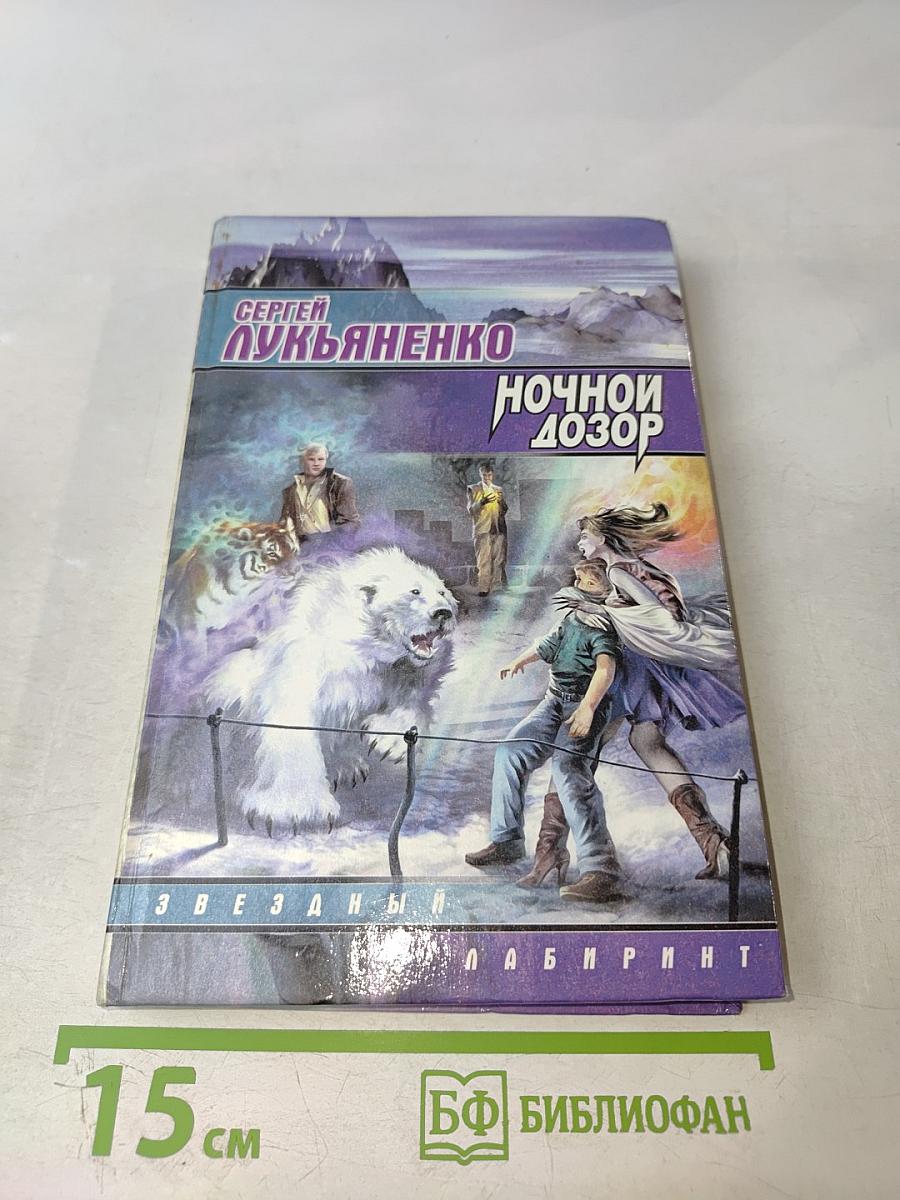 СЕРГЕЙ
ЛУКЬЯНЕНКО
НОЧНОЙ
ДОЗОР
ЗВЕЗДНЫЙ
ЛАБИРИНТ
15 см
БФ БИБЛИОФАН